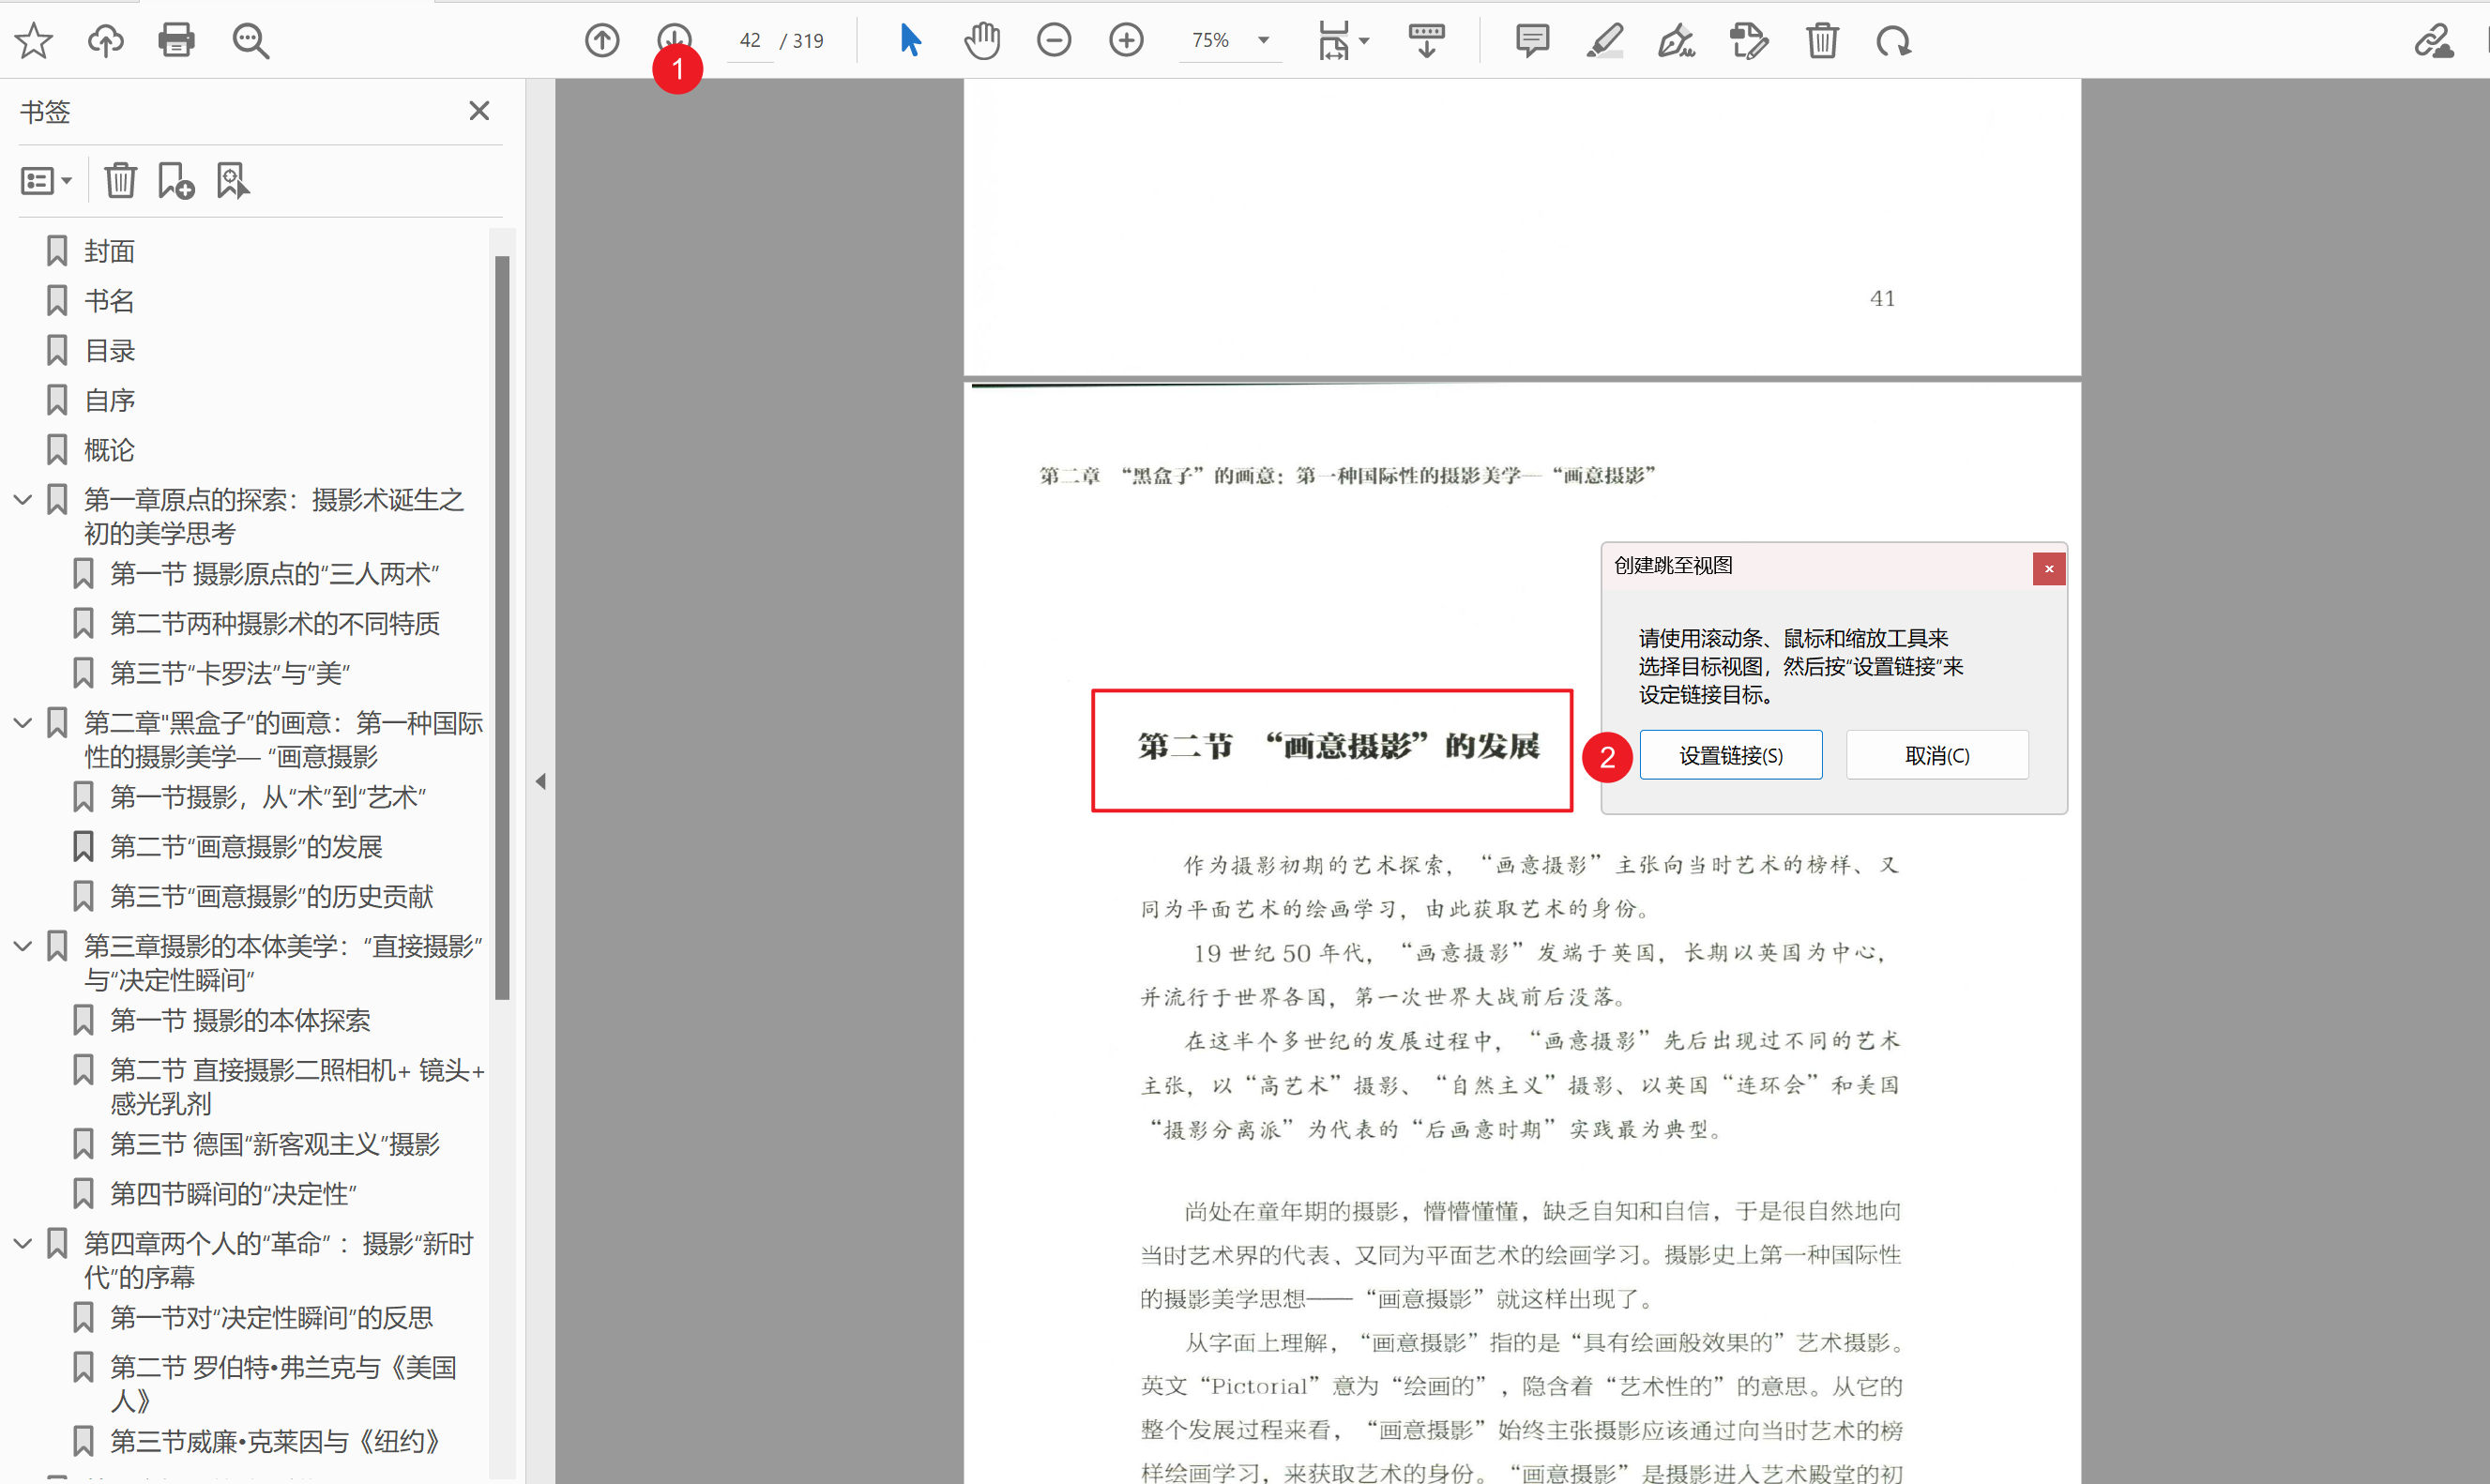 42 / 319
75%
1
书签
封面
书名
目录
自序
概论
第一章原点的探索：摄影术诞生之
初的美学思考
第一节 摄影原点的“三人两术”
第二节两种摄影术的不同特质
第三节“卡罗法”与“美”
第二章"黑盒子”的画意：第一种国际
性的摄影美学— “画意摄影
第一节摄影，从“术”到“艺术”
第二节“画意摄影”的发展
第三节“画意摄影”的历史贡献
第三章摄影的本体美学：“直接摄影”
与“决定性瞬间”
第一节 摄影的本体探索
第二节 直接摄影二照相机+ 镜头+
感光乳剂
第三节 德国“新客观主义”摄影
第四节瞬间的“决定性”
第四章两个人的“革命” ：摄影“新时
代”的序幕
第一节对“决定性瞬间”的反思
第二节 罗伯特•弗兰克与《美国
人》
第三节威廉•克莱因与《纽约》
41
第二章 “黑盒子”的画意：第一种国际性的摄影美学—“画意摄影”
第二节 “画意摄影”的发展
创建跳至视图
请使用滚动条、鼠标和缩放工具来
选择目标视图，然后按“设置链接“来
设定链接目标。
2
设置链接(S)
取消(C)
作为摄影初期的艺术探索，“画意摄影”主张向当时艺术的榜样、又
同为平面艺术的绘画学习，由此获取艺术的身份。
19世纪50年代，“画意摄影”发端于英国，长期以英国为中心，
并流行于世界各国，第一次世界大战前后没落。
在这半个多世纪的发展过程中，“画意摄影”先后出现过不同的艺术
主张，以“高艺术”摄影、“自然主义”摄影、以英国“连环会”和美国
“摄影分离派”为代表的“后画意时期”实践最为典型。
尚处在童年期的摄影，懵懵懂懂，缺乏自知和自信，于是很自然地向
当时艺术界的代表、又同为平面艺术的绘画学习。摄影史上第一种国际性
的摄影美学思想——“画意摄影”就这样出现了。
从字面上理解，“画意摄影”指的是“具有绘画般效果的”艺术摄影。
英文“Pictorial”意为“绘画的”，隐含着“艺术性的”的意思。从它的
整个发展过程来看，“画意摄影”始终主张摄影应该通过向当时艺术的榜
样绘画学习，来获取艺术的身份。“画意摄影”是摄影进入艺术殿堂的初